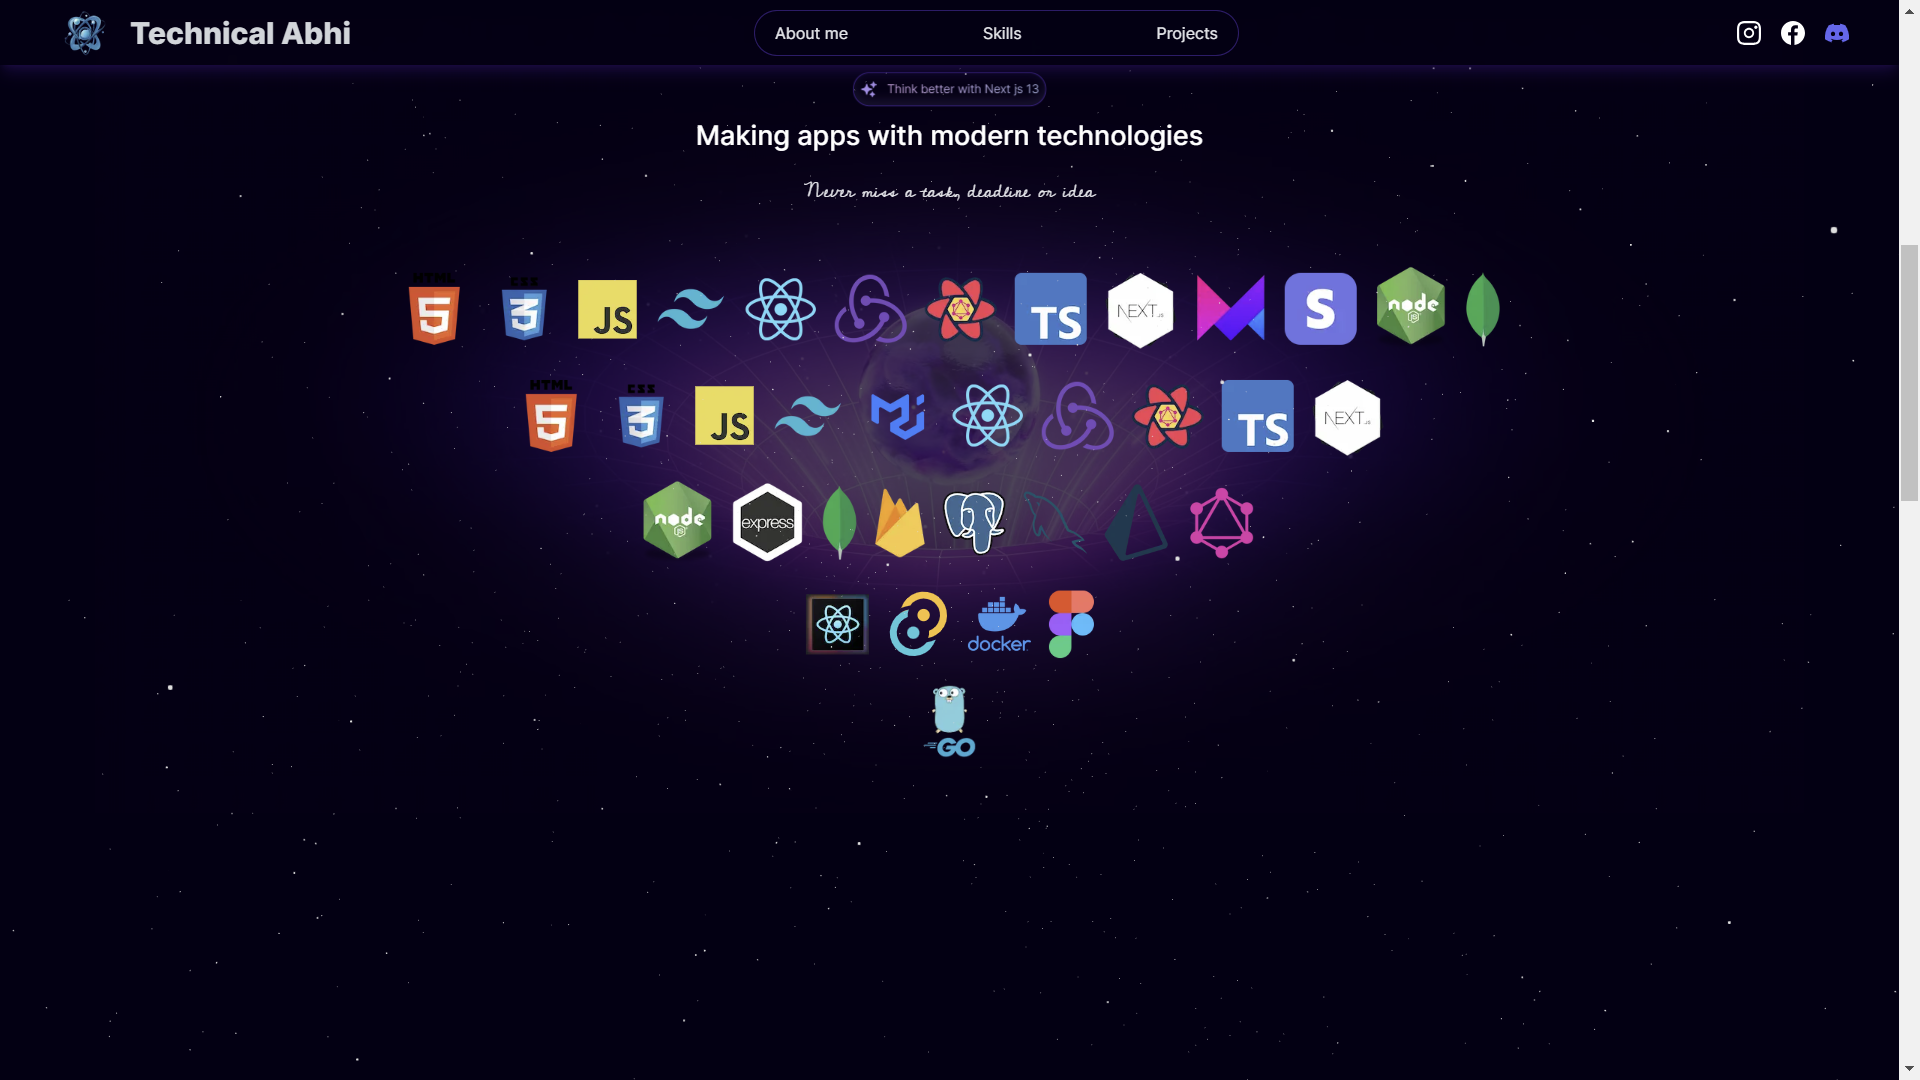 Technical Abhi
About me
Skills
Projects
Think better with Next js 13
Making apps with modern technologies
Never miss a task, deadline or idea
HTML
5
CSS
3
JS
TS
NEXT.JS
S
node
JS
HTML
5
CSS
3
JS
TS
NEXT.JS
node
JS
express
docker
GO